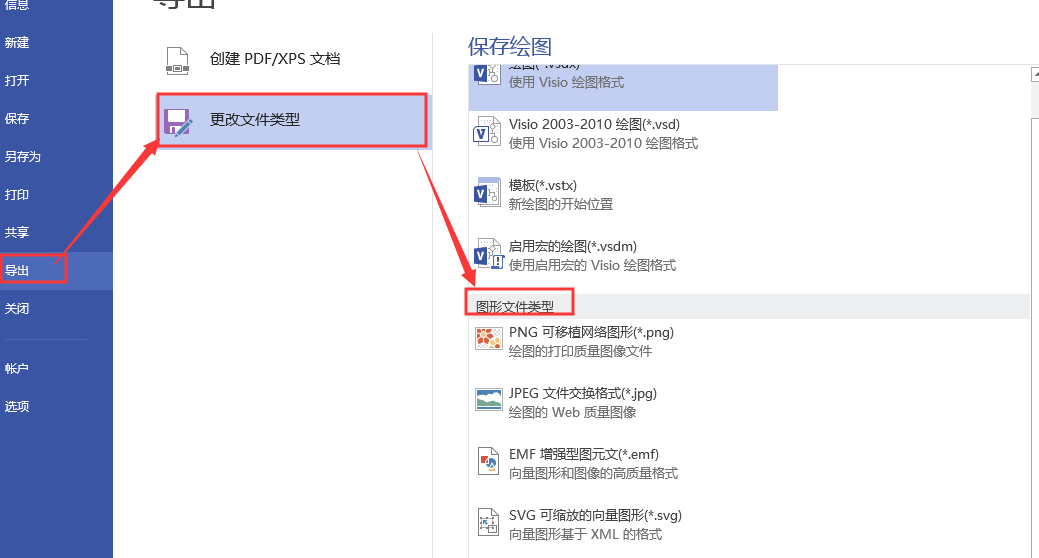 信息
新建
打开
保存
另存为
打印
共享
导出
关闭
帐户
选项
导出
创建 PDF/XPS 文档
更改文件类型
保存绘图
绘图(*.vsdx)
使用 Visio 绘图格式
Visio 2003-2010 绘图(*.vsd)
使用 Visio 2003-2010 绘图格式
模板(*.vstx)
新绘图的开始位置
启用宏的绘图(*.vsdm)
使用启用宏的 Visio 绘图格式
图形文件类型
PNG 可移植网络图形(*.png)
绘图的打印质量图像文件
JPEG 文件交换格式(*.jpg)
绘图的 Web 质量图像
EMF 增强型图元文(*.emf)
向量图形和图像的高质量格式
SVG 可缩放的向量图形(*.svg)
向量图形基于 XML 的格式